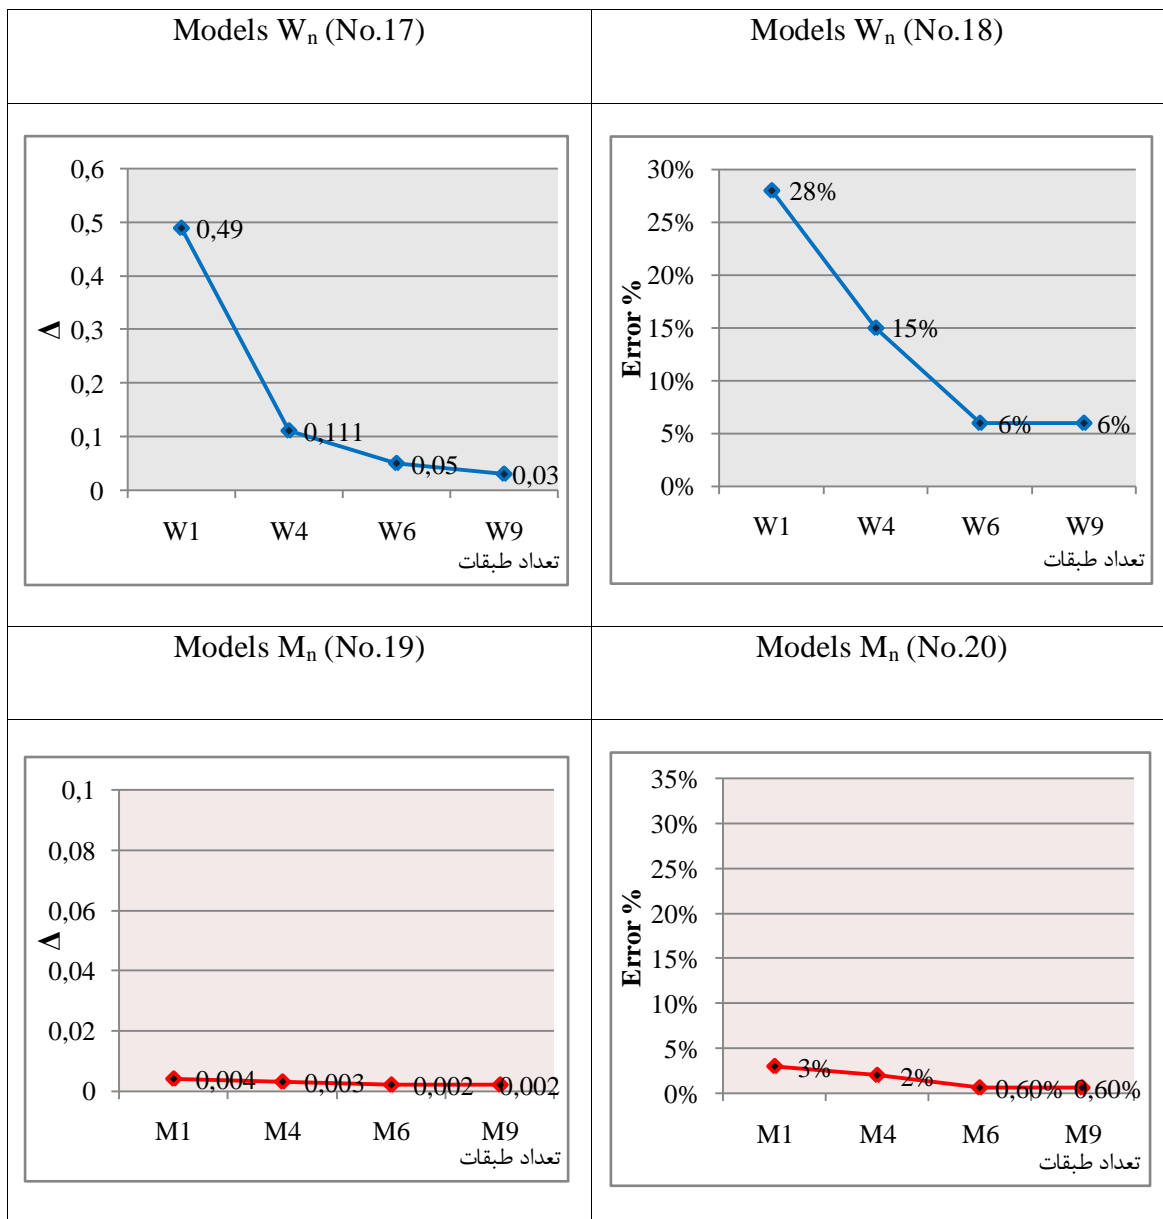 Models Wn (No.17)
Models Wn (No.18)
0,6
0,5
0,4
0,3
0,2
0,1
0
Δ
0,49
0,111
0,05
0,03
W1 W4 W6 W9
تعداد طبقات
30%
25%
20%
15%
10%
5%
0%
Error %
28%
15%
6%
6%
W1 W4 W6 W9
تعداد طبقات
Models Mn (No.19)
Models Mn (No.20)
0,1
0,08
0,06
0,04
0,02
0
Δ
0,004
0,003
0,002
0,002
M1 M4 M6 M9
تعداد طبقات
35%
30%
25%
20%
15%
10%
5%
0%
Error %
3%
2%
0,60%
0,60%
M1 M4 M6 M9
تعداد طبقات